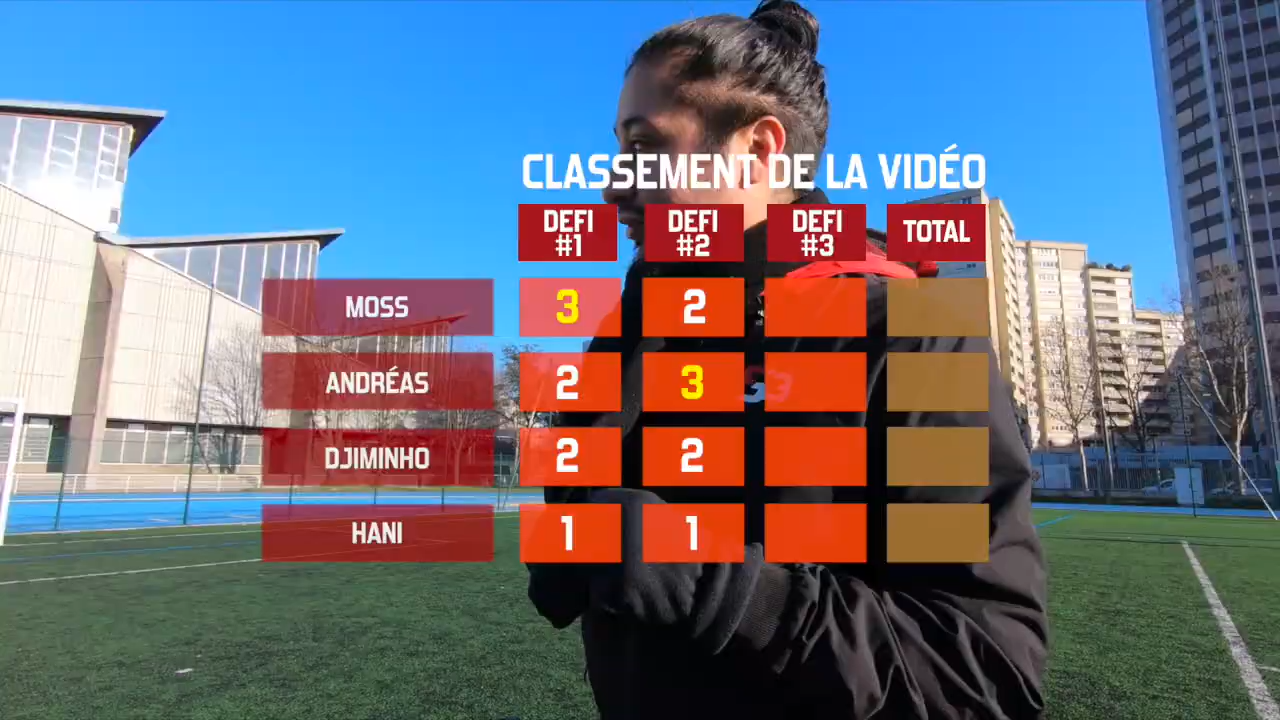 CLASSEMENT DE LA VIDÉO
DEFI #1 DEFI #2 DEFI #3 TOTAL
MOSS 3 2
ANDRÉAS 2 3
DJIMINHO 2 2
HANI 1 1